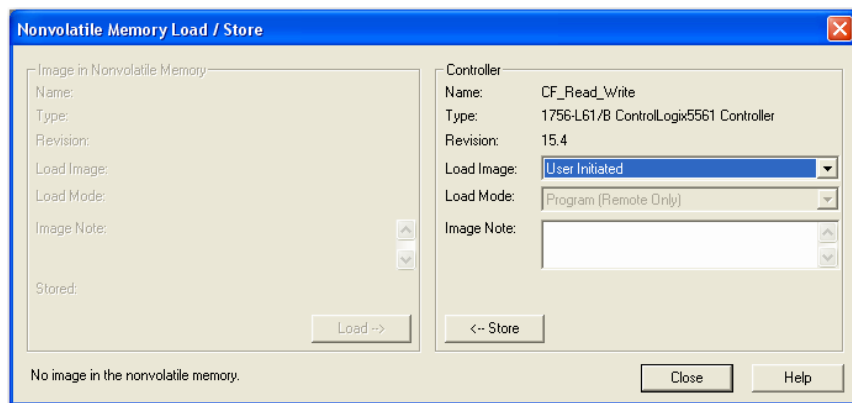 Nonvolatile Memory Load / Store
Image in Nonvolatile Memory
Name:
Type:
Revision:
Load Image:
Load Mode:
Image Note:
Stored:
Load -->
Controller
Name: CF_Read_Write
Type: 1756-L61/B ControlLogix5561 Controller
Revision: 15.4
Load Image: User Initiated
Load Mode: Program (Remote Only)
Image Note:
<-- Store
No image in the nonvolatile memory.
Close
Help